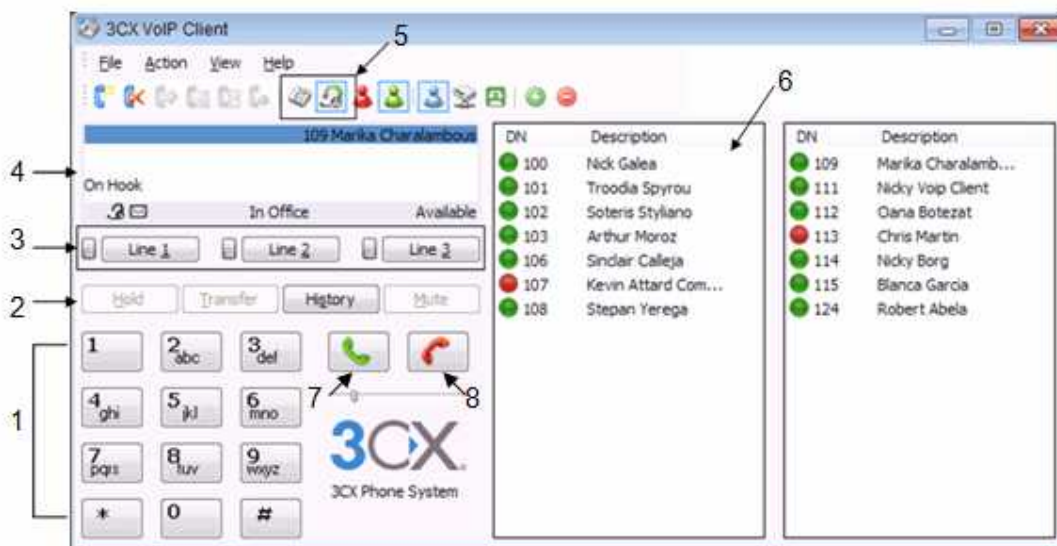 3CX VoIP Client
5
File Action View Help
6
109 Marika Charalambous
4
On Hook
In Office Available
3
Line 1 Line 2 Line 3
2
Hold Transfer History Mute
1
1 2 abc 3 def
4 ghi 5 jkl 6 mno
7 pqrs 8 tuv 9 wxyz
* 0 #
7 8
3CX
3CX Phone System
DN Description
100 Nick Galea
101 Troodia Spyrou
102 Soteris Styliano
103 Arthur Moroz
106 Sinclair Calleja
107 Kevin Attard Com...
108 Stepan Yerega
DN Description
109 Marika Charalamb...
111 Nicky Voip Client
112 Oana Botezat
113 Chris Martin
114 Nicky Borg
115 Blanca Garcia
124 Robert Abela